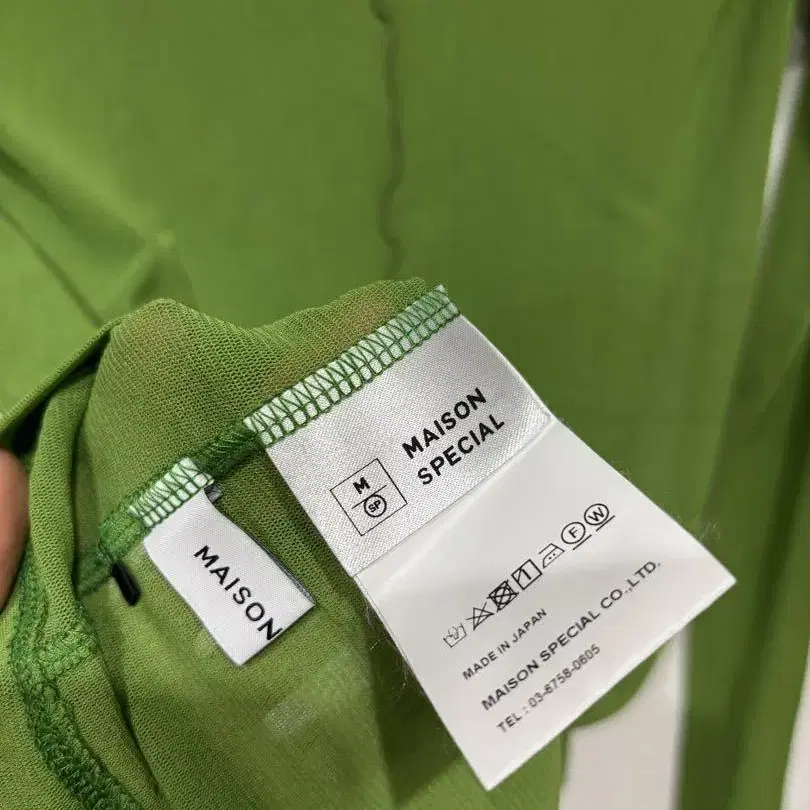 MAISON
SPECIAL
M
SP
F W
MADE IN JAPAN
MAISON SPECIAL CO.,LTD.
TEL : 03-6758-0605
MAISON